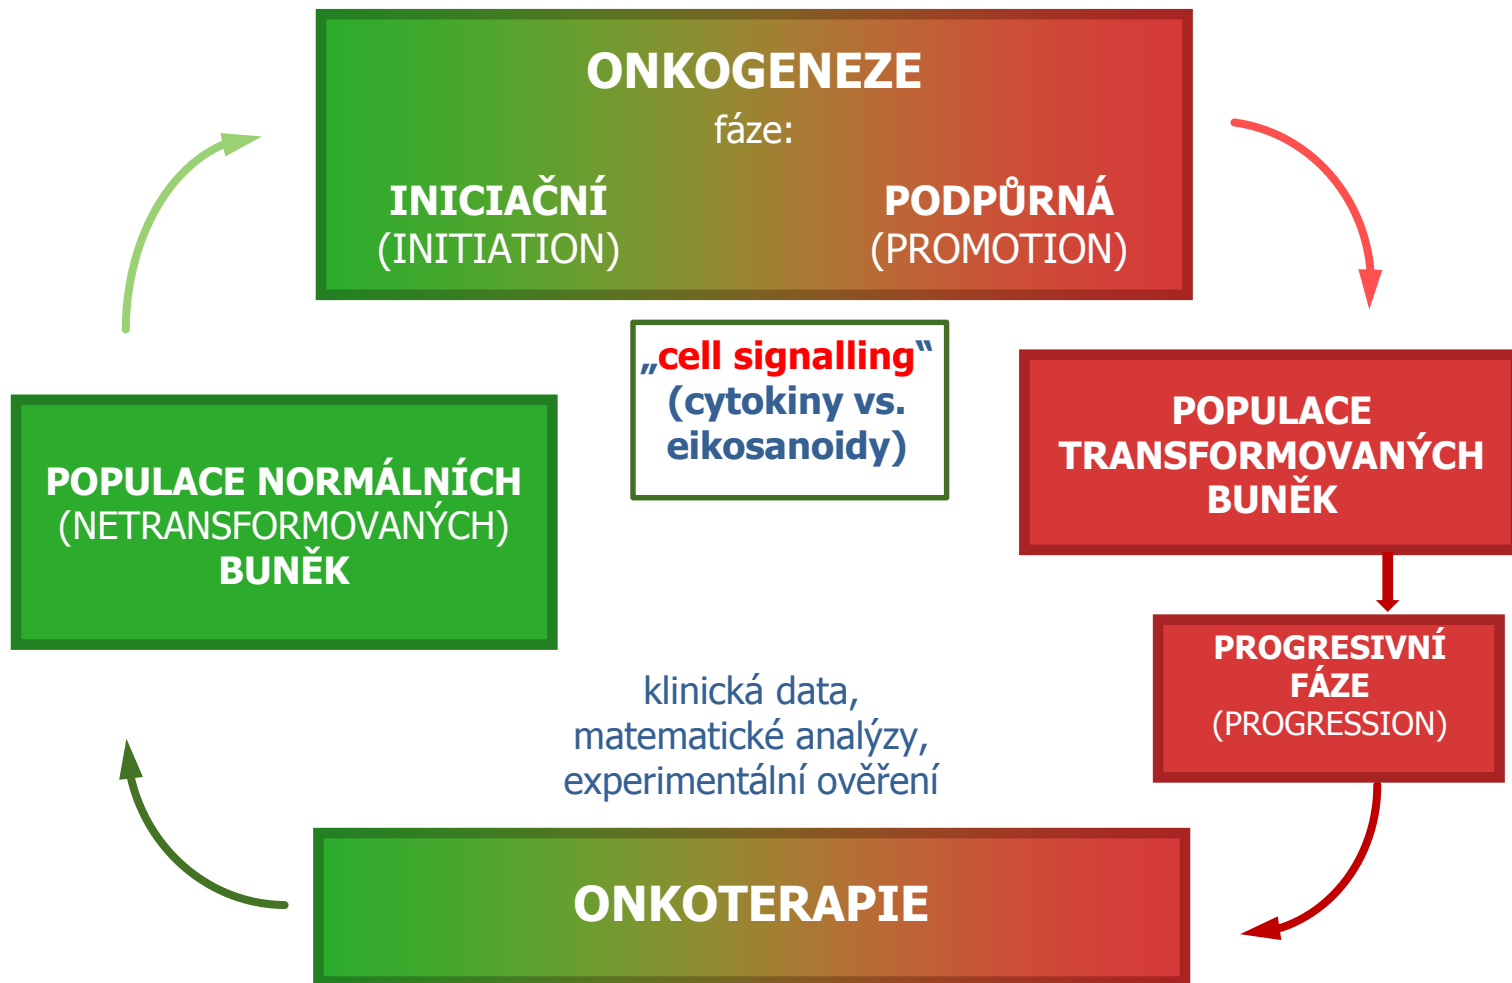 ONKOGENEZE
fáze:
INICIAČNÍ
(INITIATION)
PODPŮRNÁ
(PROMOTION)
„cell signalling“
(cytokiny vs.
eikosanoidy)
POPULACE NORMÁLNÍCH
(NETRANSFORMOVANÝCH)
BUNĚK
POPULACE
TRANSFORMOVANÝCH
BUNĚK
PROGRESIVNÍ
FÁZE
(PROGRESSION)
klinická data,
matematické analýzy,
experimentální ověření
ONKOTERAPIE